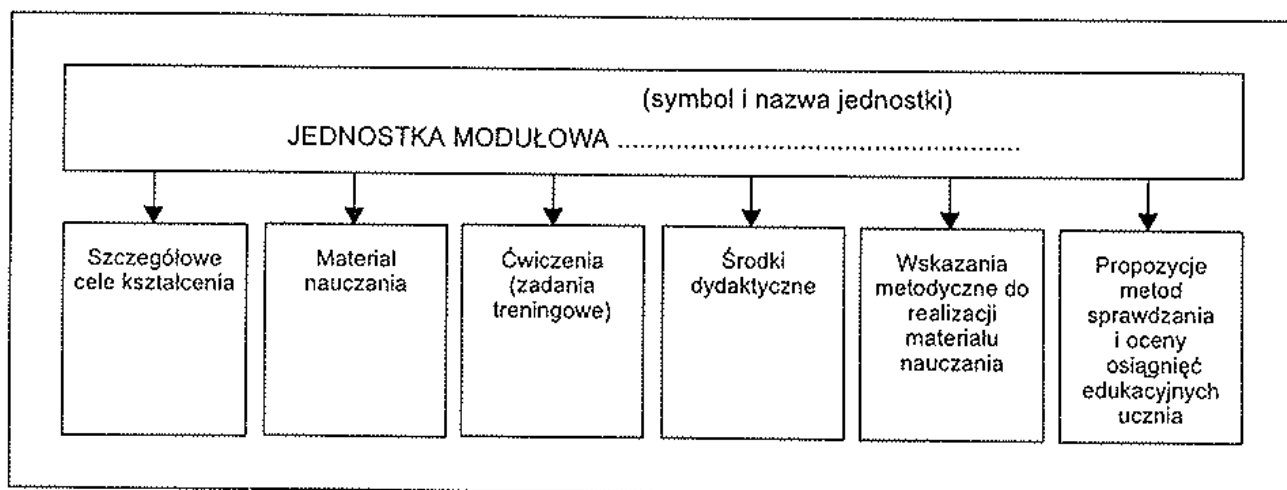 (symbol i nazwa jednostki)
JEDNOSTKA MODUŁOWA ......................................................
Szczegółowe
cele kształcenia
Materiał
nauczania
Ćwiczenia
(zadania
treningowe)
Środki
dydaktyczne
Wskazania
metodyczne do
realizacji
materiału
nauczania
Propozycje
metod
sprawdzania
i oceny
osiągnięć
edukacyjnych
ucznia